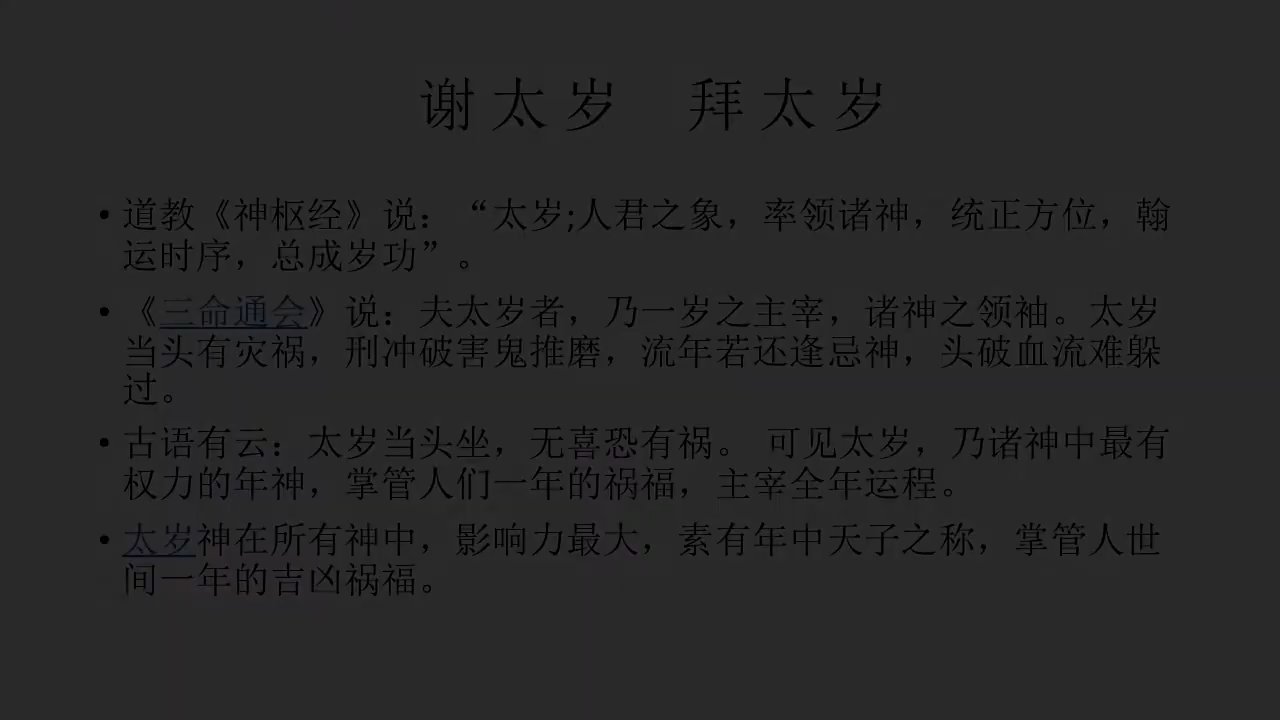 谢太岁 拜太岁
• 道教《神枢经》说：“太岁;人君之象，率领诸神，统正方位，翰
运时序，总成岁功”。
• 《三命通会》说：夫太岁者，乃一岁之主宰，诸神之领袖。太岁
当头有灾祸，刑冲破害鬼推磨，流年若还逢忌神，头破血流难躲
过。
• 古语有云：太岁当头坐，无喜恐有祸。 可见太岁，乃诸神中最有
权力的年神，掌管人们一年的祸福，主宰全年运程。
• 太岁神在所有神中，影响力最大，素有年中天子之称，掌管人世
间一年的吉凶祸福。